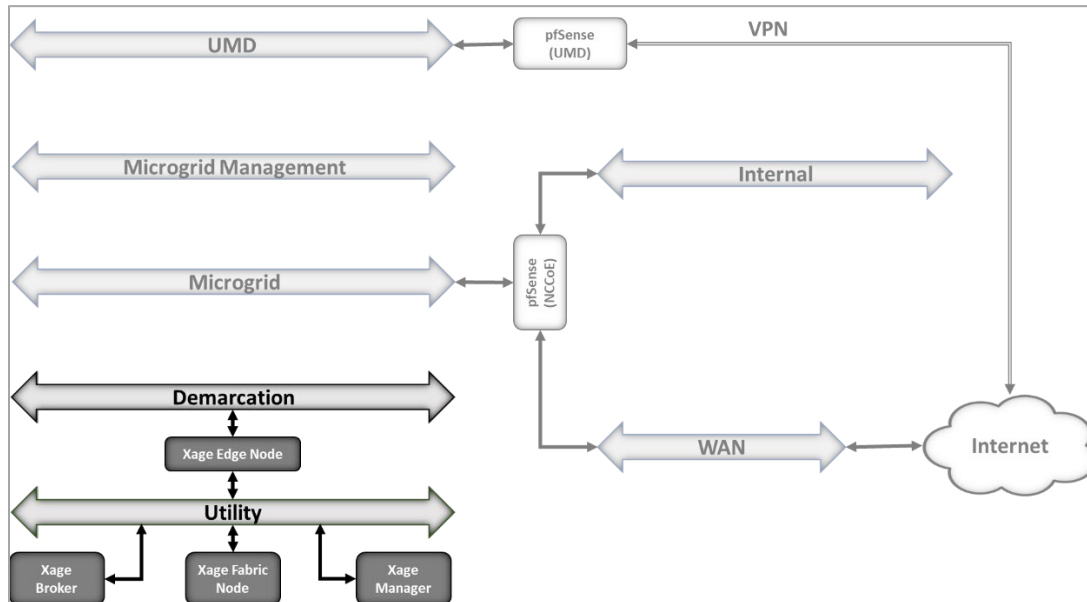 UMD
pfSense
(UMD)
VPN
Microgrid Management
Internal
Microgrid
pfSense
(NCCoE)
Demarcation
Xage Edge Node
WAN
Internet
Utility
Xage
Broker
Xage Fabric
Node
Xage
Manager